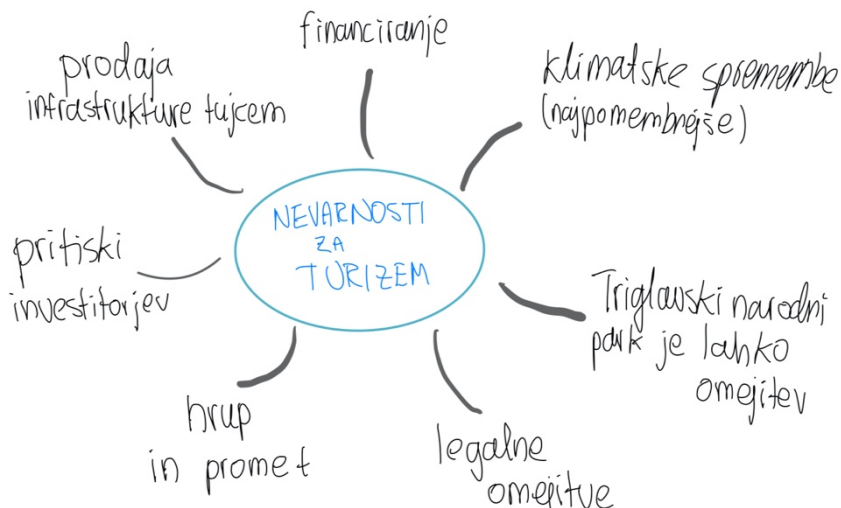 financiranje
prodaja
infrastrukture tujcem
klimatske spremembe
(najpomembnejše)
NEVARNOSTI
ZA
TURIZEM
pritiski
investitorjev
Triglavski narodni
park je lahko
omejitev
hrup
in promet
legalne
omejitve